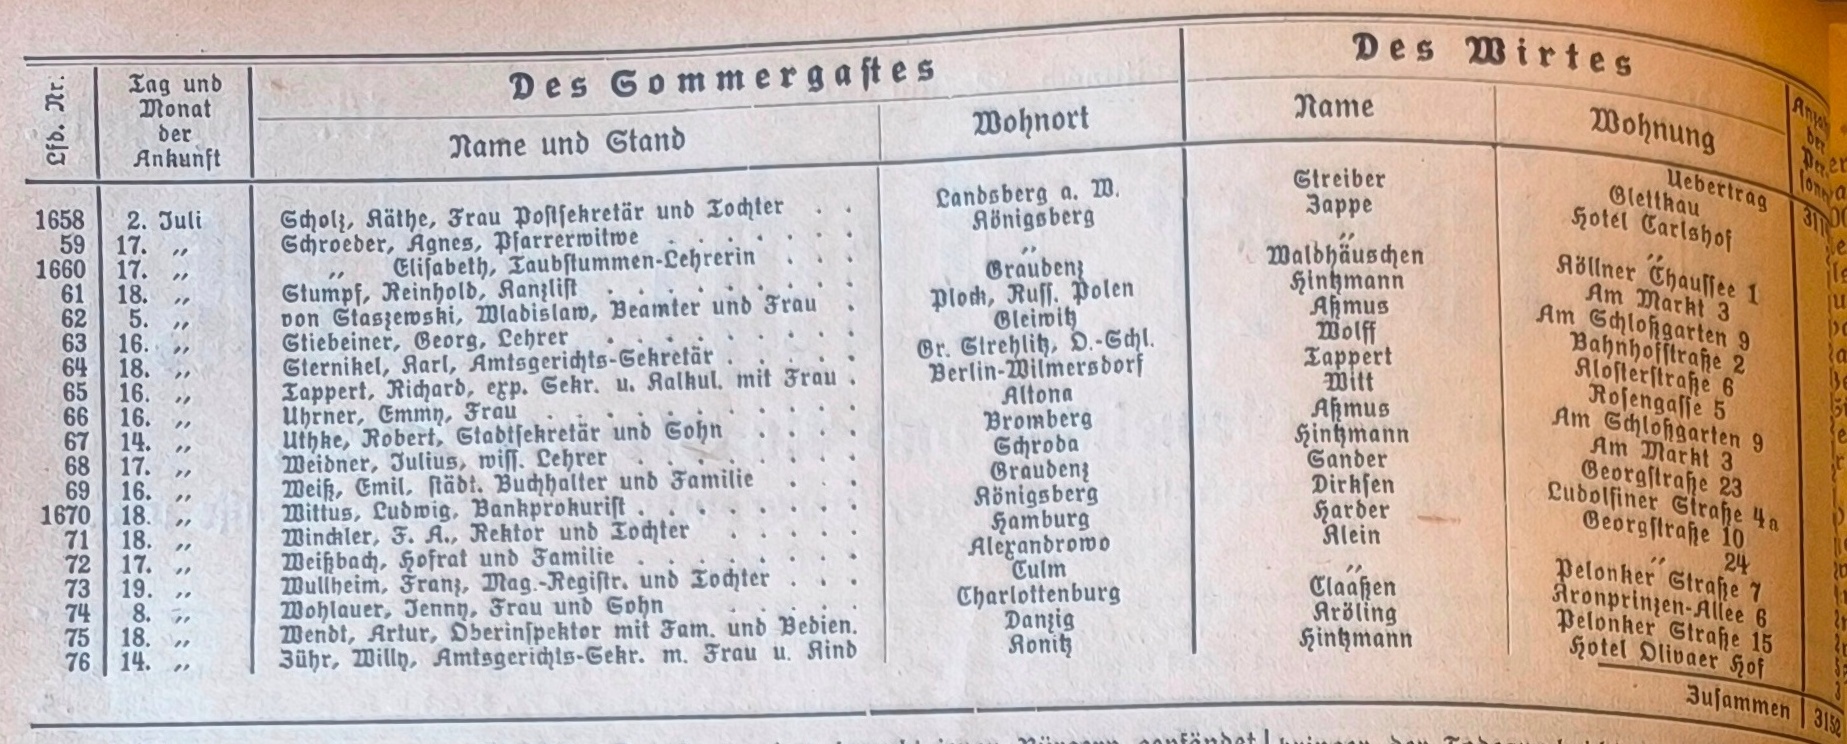 Lfd. Nr. Tag und Monat der Ankunft Des Sommergastes Des Wirtes
Name und Stand Wohnort Name Wohnung
Uebertrag
1658 2. Juli Scholz, Käthe, Frau Postsekretär und Tochter . . Landsberg a. W. Streiber Glettkau
59 17. „ Schroeder, Agnes, Pfarrerwitwe . . . . . . . Königsberg Zappe Hotel Carlshof
1660 17. „ „ Elisabeth, Taubstummen-Lehrerin . . . „ „ „
61 18. „ Stumpf, Reinhold, Kanzlist . . . . . . . . . Graudenz Waldhäuschen Köllner Chaussee 1
62 5. „ von Staszewski, Wladislaw, Beamter und Frau . Plock, Russ. Polen Hintzmann Am Markt 3
63 16. „ Stiebeiner, Georg, Lehrer . . . . . . . . . Gleiwitz Aßmus Am Schloßgarten 9
64 18. „ Sternikel, Karl, Amtsgerichts-Sekretär . . . . . Gr. Strehlitz, O.-Schl. Wolff Bahnhofstraße 2
65 16. „ Tappert, Richard, exp. Sekr. u. Kalkul. mit Frau . Berlin-Wilmersdorf Tappert Klosterstraße 6
66 16. „ Uhrner, Emmy, Frau . . . . . . . . . . . Altona Witt Rosengasse 5
67 14. „ Uthke, Robert, Stadtsekretär und Sohn . . . . Bromberg Aßmus Am Schloßgarten 9
68 17. „ Weidner, Julius, wiss. Lehrer . . . . . . . . Schroda Hintzmann Am Markt 3
69 16. „ Weiß, Emil, städt. Buchhalter und Familie . . . Graudenz Sander Georgstraße 23
1670 18. „ Wittus, Ludwig, Bankprokurist . . . . . . . . Königsberg Dirksen Ludolfiner Straße 4a
71 18. „ Winckler, F. A., Rektor und Tochter . . . . . Hamburg Harder Georgstraße 10
72 17. „ Weißbach, Hofrat und Familie . . . . . . . . Alexandrowo Klein „ 24
73 19. „ Wullheim, Franz, Mag.-Registr. und Tochter . . . Culm „ Pelonker Straße 7
74 8. „ Wohlauer, Jenny, Frau und Sohn . . . . . Charlottenburg Claaßen Kronprinzen-Allee 6
75 18. „ Wendt, Artur, Oberinspektor mit Fam. und Bedien. Danzig Kröling Pelonker Straße 15
76 14. „ Zühr, Willy, Amtsgerichts-Sekr. m. Frau u. Kind Konitz Hintzmann Hotel Olivaer Hof
Zusammen